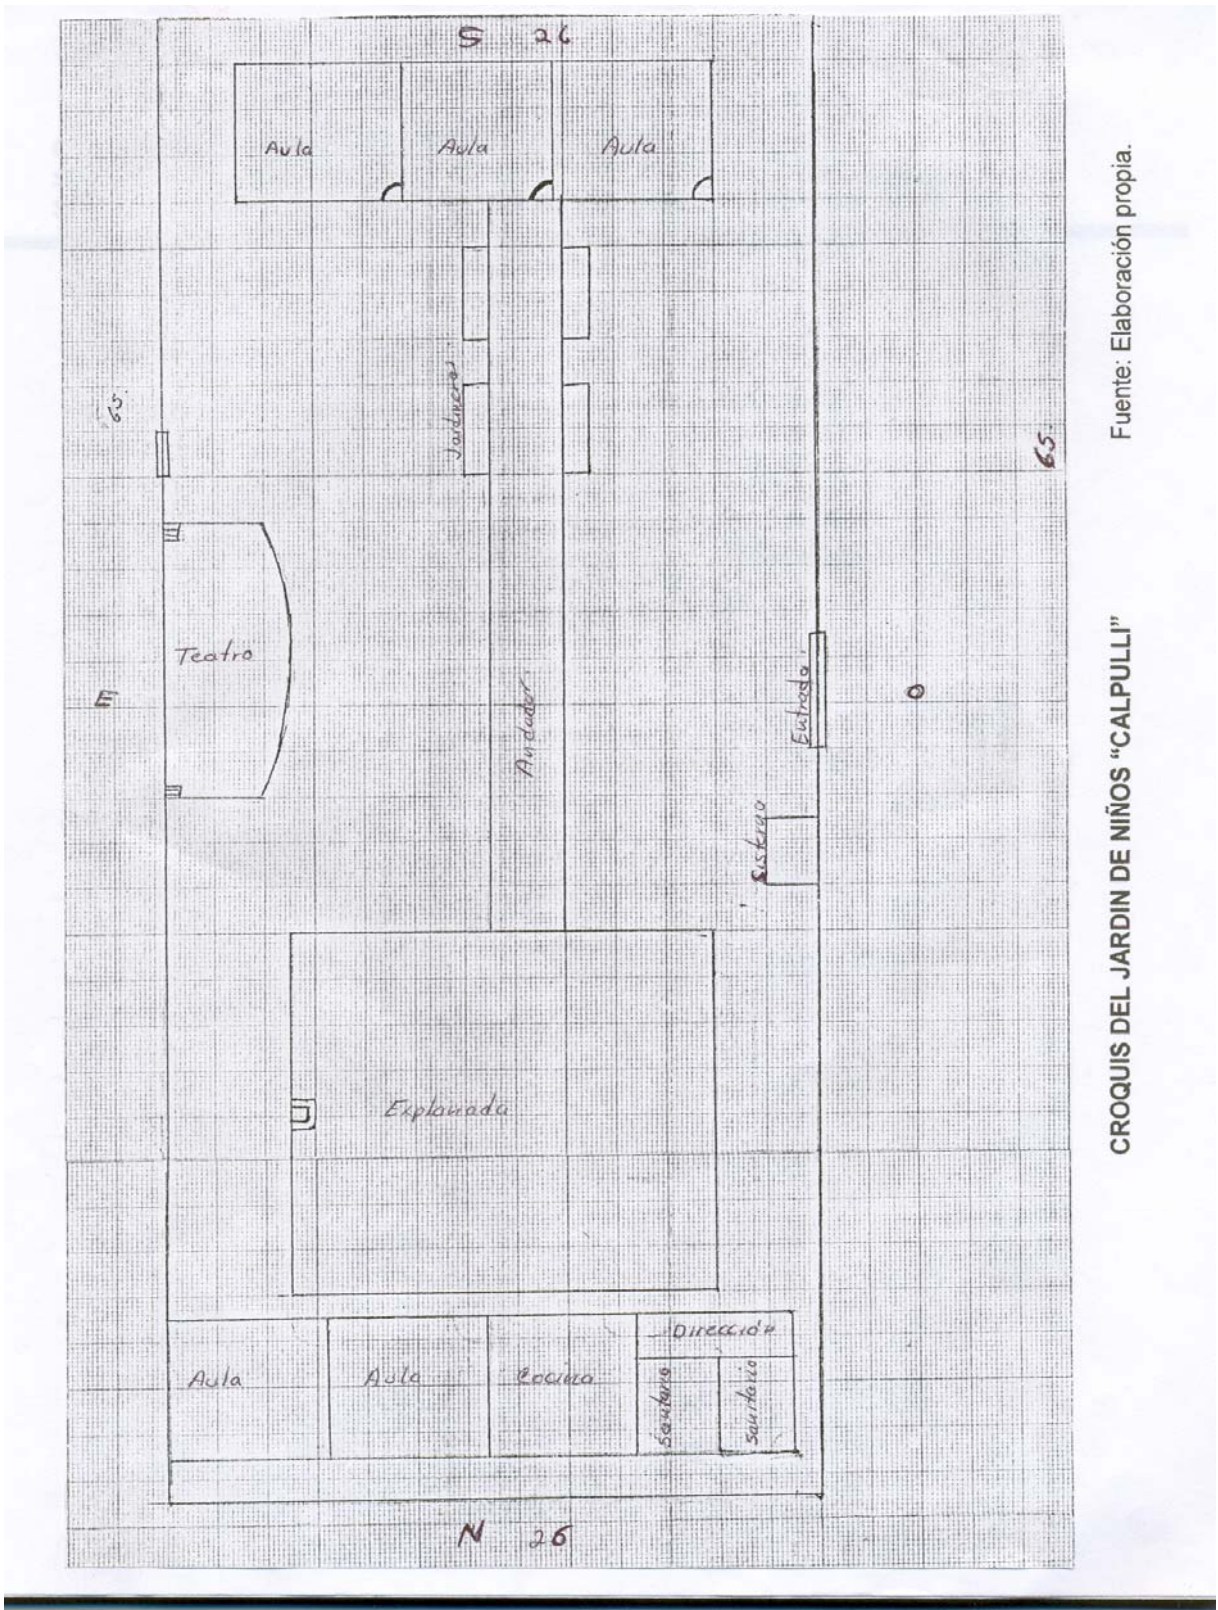 S 26
Aula
Aula
Aula
65.
Jardineras
65.
Teatro
E
Andador.
Entrada.
O
Sisterna
Explanada
Dirección
Aula
Aula
Cocina
Sanitario
Sanitario
N 26
CROQUIS DEL JARDIN DE NIÑOS “CALPULLI”
Fuente: Elaboración propia.